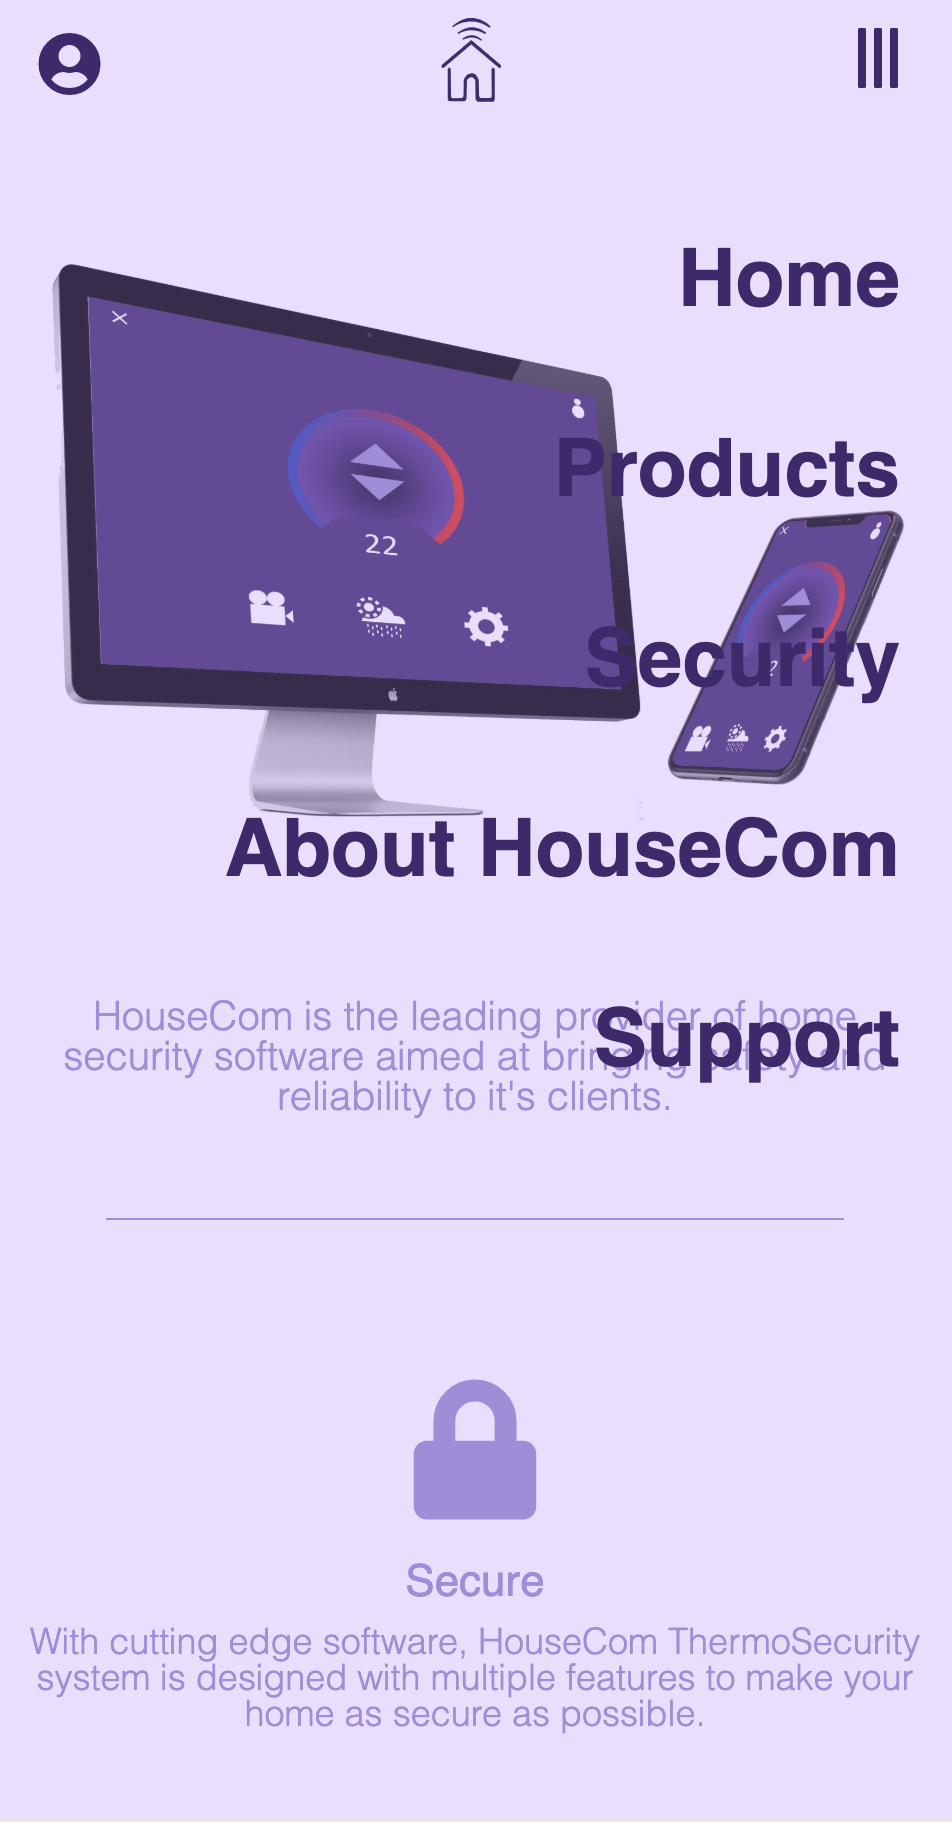 Home
Products
22
Security
?
About HouseCom
HouseCom is the leading provider of home
Support
security software aimed at bringing safety and
reliability to it's clients.
Secure
With cutting edge software, HouseCom ThermoSecurity
system is designed with multiple features to make your
home as secure as possible.